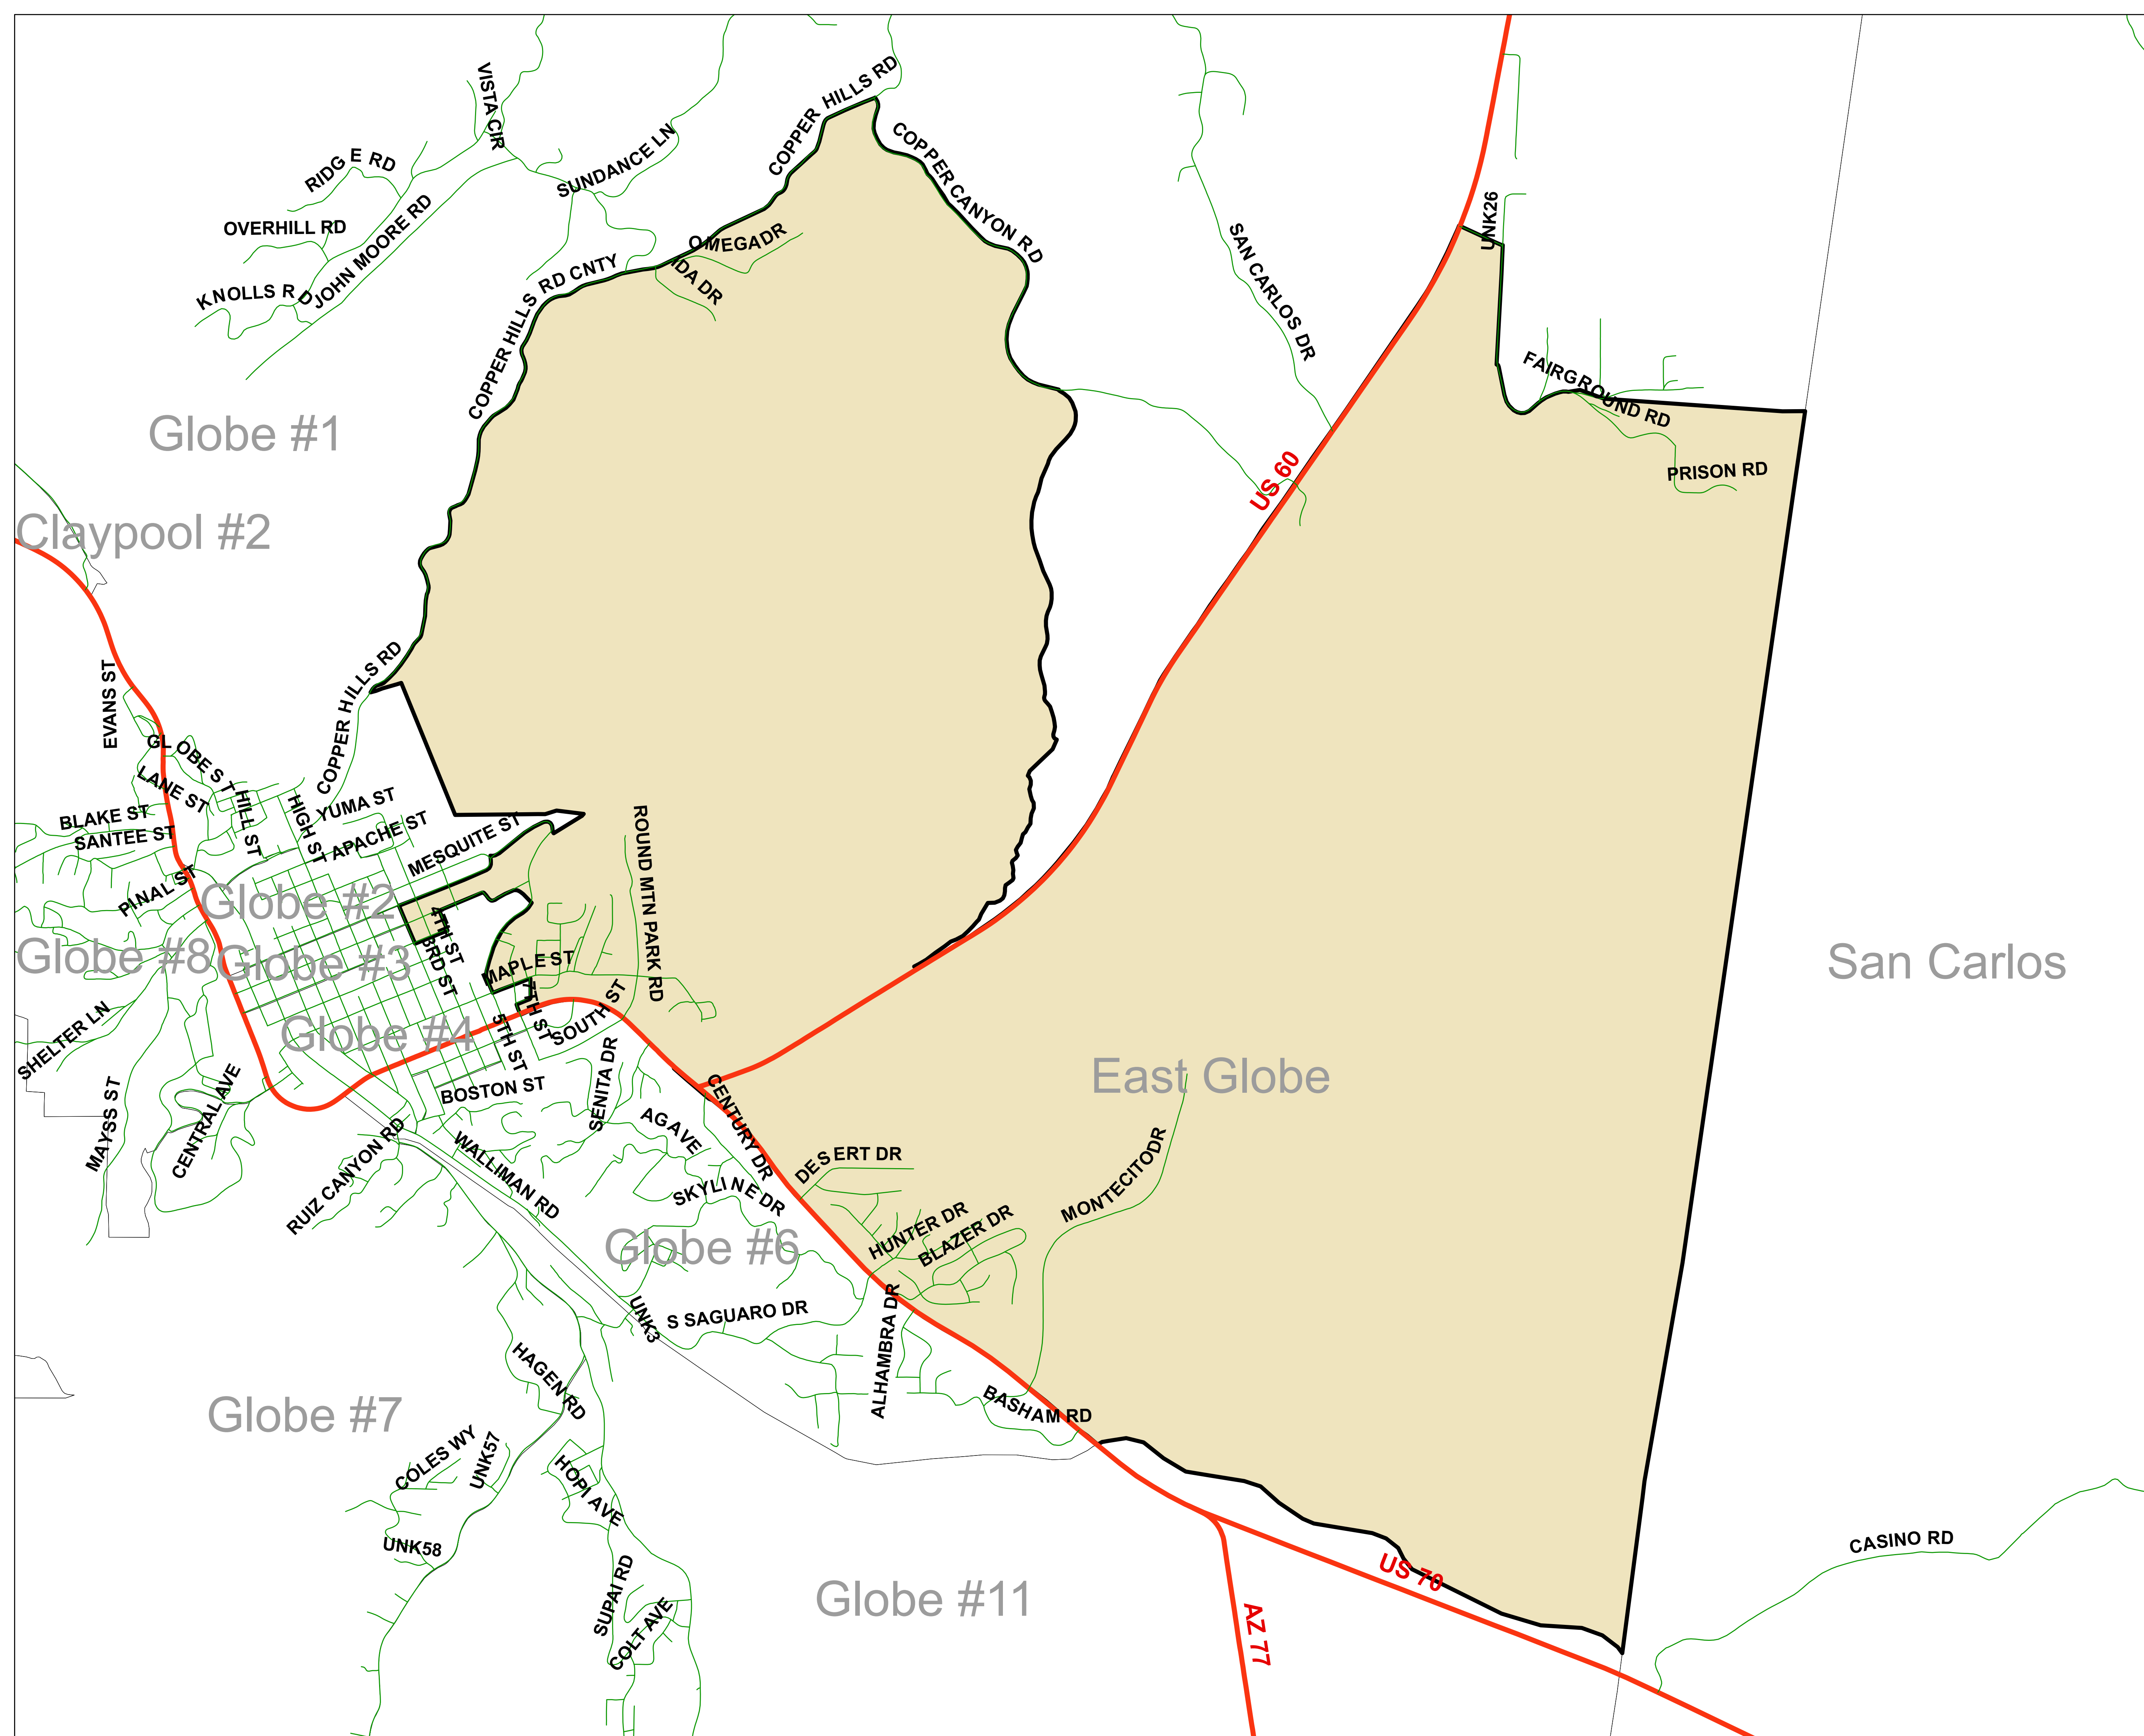 VISTA CIR
COPPER HILLS RD
RIDGE RD
SUNDANCE LN
COPPER CANYON RD
OVERHILL RD
JOHN MOORE RD
OMEGA DR
UNK26
SAN CARLOS DR
KNOLLS RD
COPPER HILLS RD CNTY
IDA DR
FAIRGROUND RD
Globe #1
US 60
PRISON RD
Claypool #2
COPPER HILLS RD
EVANS ST
GLOBE ST
LANE ST
HILL ST
HIGH ST
YUMA ST
BLAKE ST
SANTEE ST
APACHE ST
MESQUITE ST
ROUND MTN PARK RD
PINAL ST
Globe #2
4TH ST
3RD ST
Globe #8
Globe #3
MAPLE ST
San Carlos
7TH ST
SOUTH ST
Globe #4
5TH ST
SHELTER LN
East Globe
BOSTON ST
SENITA DR
CENTURY DR
MAYSS ST
CENTRAL AVE
AGAVE
RUIZ CANYON RD
WALLIMAN RD
DESERT DR
MONTECITO DR
SKYLINE DR
HUNTER DR
BLAZER DR
Globe #6
UNK3
S SAGUARO DR
ALHAMBRA DR
HAGEN RD
BASHAM RD
Globe #7
COLES WY
UNK57
HOPI AVE
UNK58
US 70
CASINO RD
SUPAI RD
COLT AVE
Globe #11
AZ 77